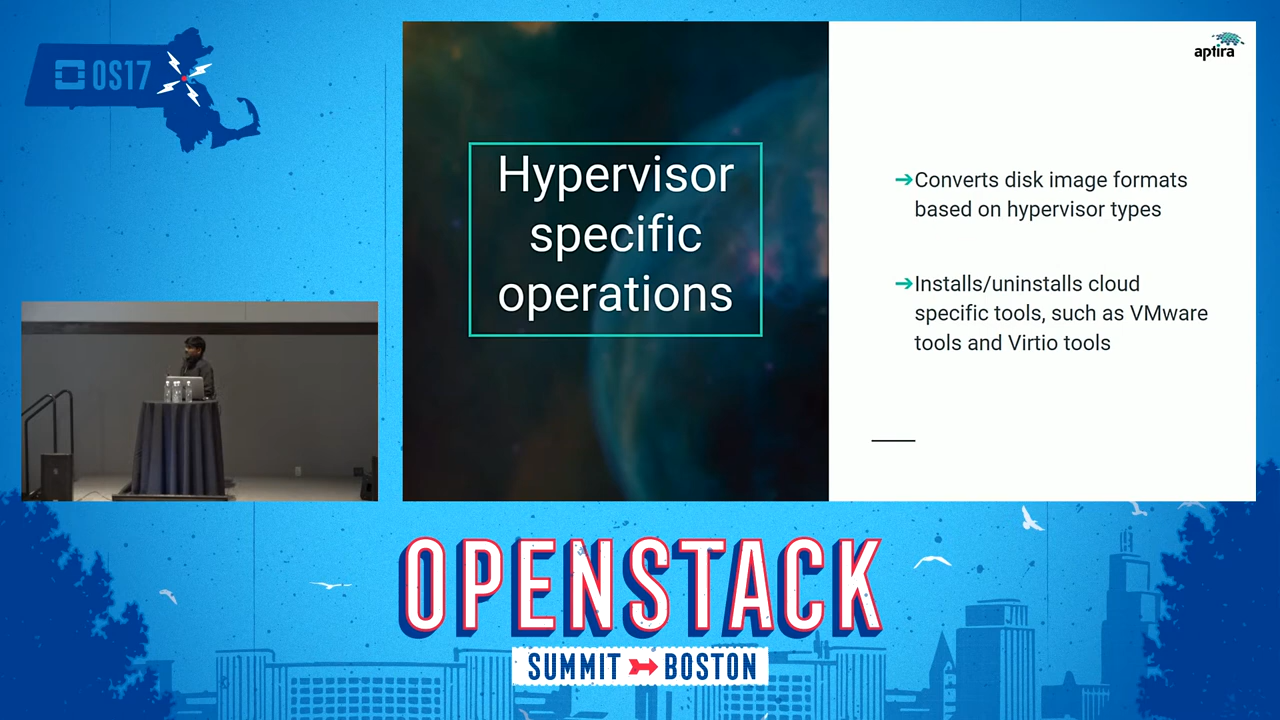 OS17
aptira
Hypervisor
specific
operations
➔Converts disk image formats
based on hypervisor types
➔Installs/uninstalls cloud
specific tools, such as VMware
tools and Virtio tools
OPENSTACK
SUMMIT BOSTON